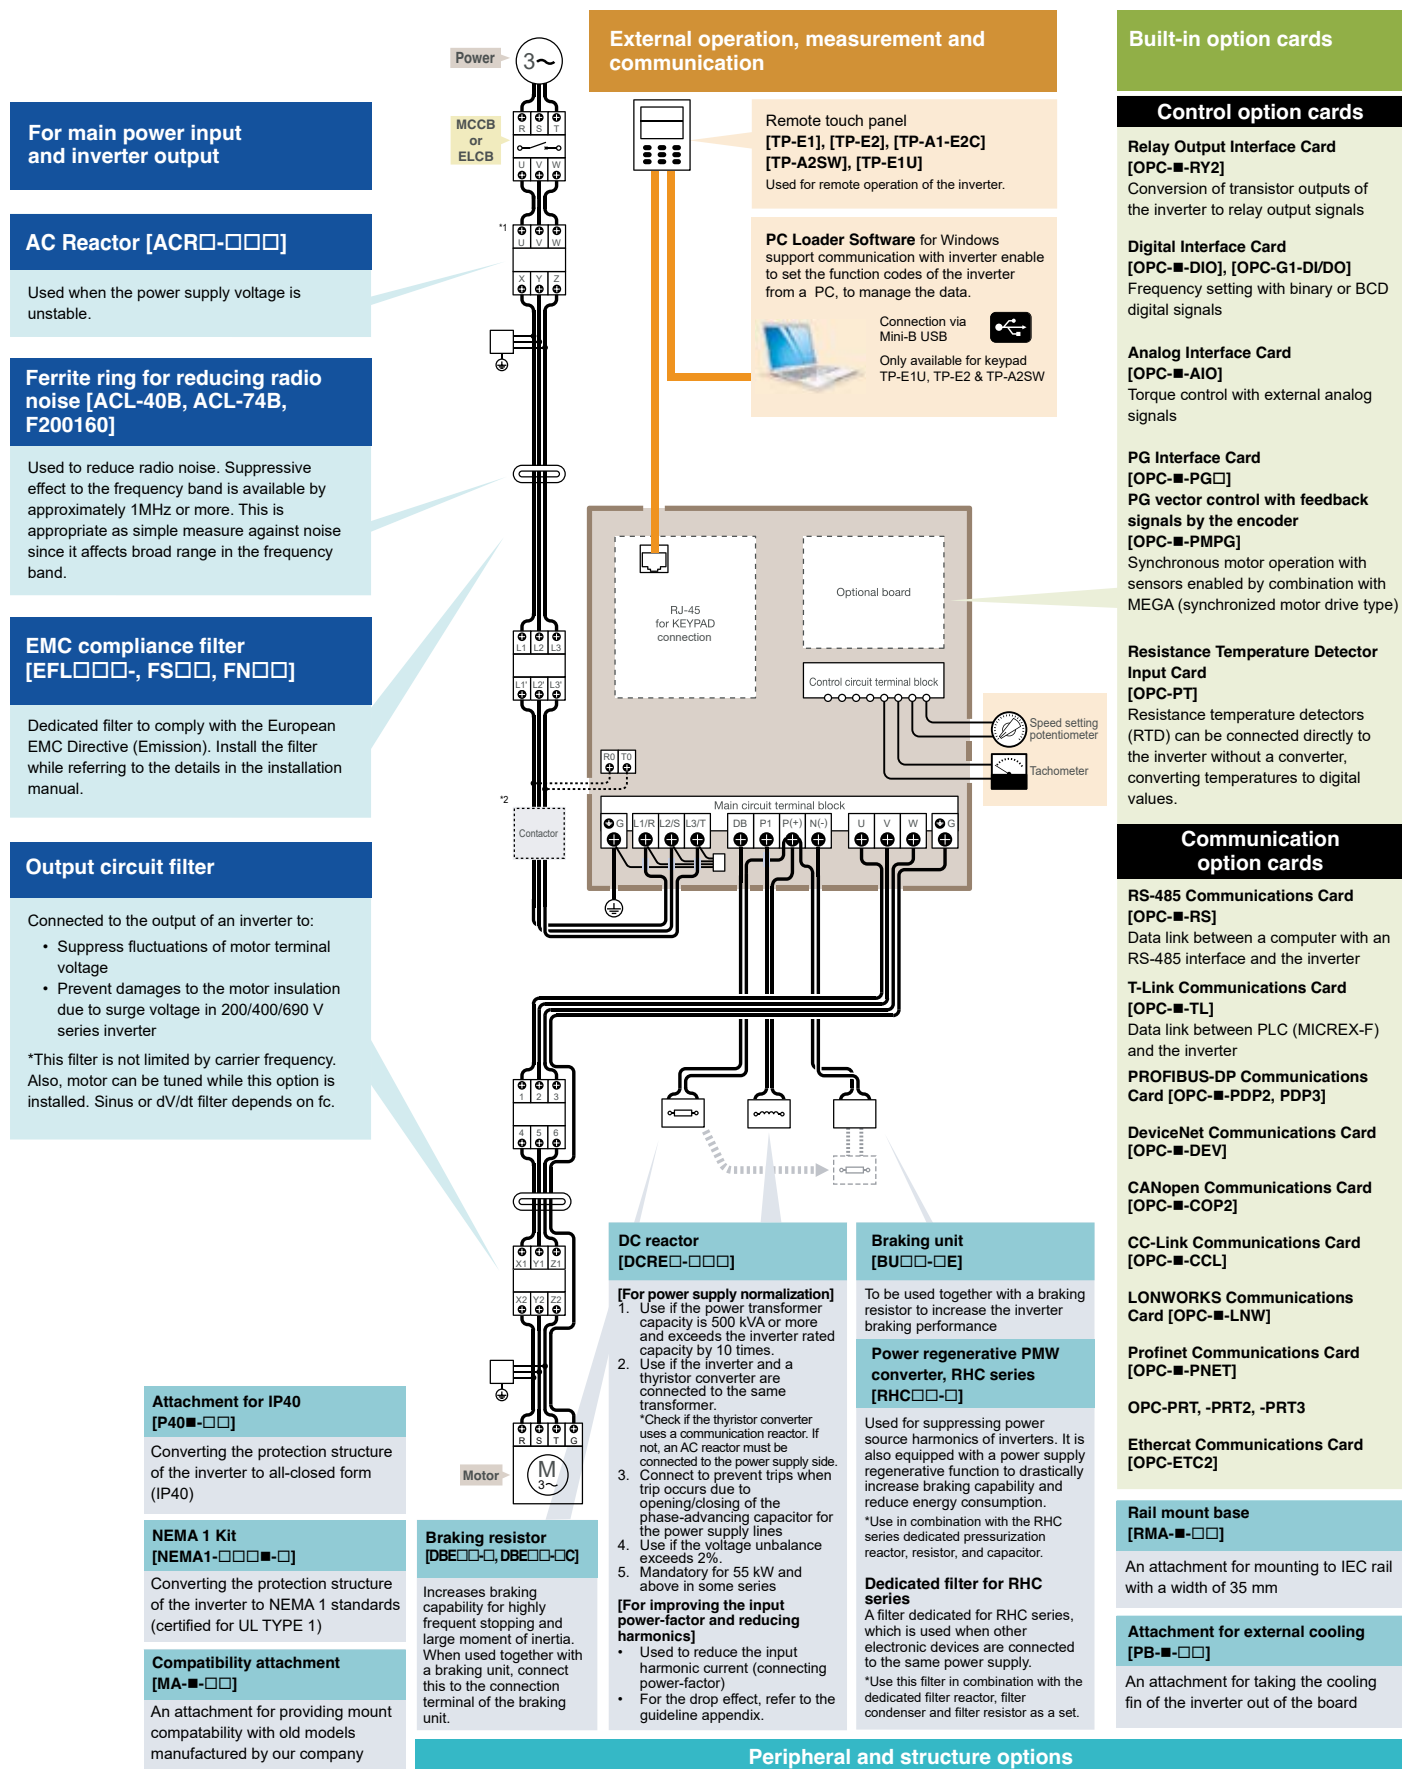 For main power input
and inverter output
AC Reactor [ACR□-□□□]
Used when the power supply voltage is
unstable.
Ferrite ring for reducing radio
noise [ACL-40B, ACL-74B,
F200160]
Used to reduce radio noise. Suppressive
effect to the frequency band is available by
approximately 1MHz or more. This is
appropriate as simple measure against noise
since it affects broad range in the frequency
band.
EMC compliance filter
[EFL□□□-, FS□□, FN□□]
Dedicated filter to comply with the European
EMC Directive (Emission). Install the filter
while referring to the details in the installation
manual.
Output circuit filter
Connected to the output of an inverter to:
• Suppress fluctuations of motor terminal
voltage
• Prevent damages to the motor insulation
due to surge voltage in 200/400/690 V
series inverter
*This filter is not limited by carrier frequency.
Also, motor can be tuned while this option is
installed. Sinus or dV/dt filter depends on fc.
Power
3~
MCCB
or
ELCB
R S T
U V W
*1
U V W
X Y Z
L1 L2 L3
L1' L2' L3'
*2
Contactor
1 2 3
4 5 6
X1 Y1 Z1
X2 Y2 Z2
R S T G
Motor
M
3~
External operation, measurement and
communication
Remote touch panel
[TP-E1], [TP-E2], [TP-A1-E2C]
[TP-A2SW], [TP-E1U]
Used for remote operation of the inverter.
PC Loader Software for Windows
support communication with inverter enable
to set the function codes of the inverter
from a PC, to manage the data.
Connection via
Mini-B USB
Only available for keypad
TP-E1U, TP-E2 & TP-A2SW
RJ-45
for KEYPAD
connection
Optional board
Control circuit terminal block
Speed setting
potentiometer
Tachometer
R0 T0
Main circuit terminal block
G L1/R L2/S L3/T DB P1 P(+) N(-) U V W G
Built-in option cards
Control option cards
Relay Output Interface Card
[OPC-■-RY2]
Conversion of transistor outputs of
the inverter to relay output signals
Digital Interface Card
[OPC-■-DIO], [OPC-G1-DI/DO]
Frequency setting with binary or BCD
digital signals
Analog Interface Card
[OPC-■-AIO]
Torque control with external analog
signals
PG Interface Card
[OPC-■-PG□]
PG vector control with feedback
signals by the encoder
[OPC-■-PMPG]
Synchronous motor operation with
sensors enabled by combination with
MEGA (synchronized motor drive type)
Resistance Temperature Detector
Input Card
[OPC-PT]
Resistance temperature detectors
(RTD) can be connected directly to
the inverter without a converter,
converting temperatures to digital
values.
Communication
option cards
RS-485 Communications Card
[OPC-■-RS]
Data link between a computer with an
RS-485 interface and the inverter
T-Link Communications Card
[OPC-■-TL]
Data link between PLC (MICREX-F)
and the inverter
PROFIBUS-DP Communications
Card [OPC-■-PDP2, PDP3]
DeviceNet Communications Card
[OPC-■-DEV]
CANopen Communications Card
[OPC-■-COP2]
CC-Link Communications Card
[OPC-■-CCL]
LONWORKS Communications
Card [OPC-■-LNW]
Profinet Communications Card
[OPC-■-PNET]
OPC-PRT, -PRT2, -PRT3
Ethercat Communications Card
[OPC-ETC2]
Rail mount base
[RMA-■-□□]
An attachment for mounting to IEC rail
with a width of 35 mm
Attachment for external cooling
[PB-■-□□]
An attachment for taking the cooling
fin of the inverter out of the board
Attachment for IP40
[P40■-□□]
Converting the protection structure
of the inverter to all-closed form
(IP40)
NEMA 1 Kit
[NEMA1-□□□■-□]
Converting the protection structure
of the inverter to NEMA 1 standards
(certified for UL TYPE 1)
Compatibility attachment
[MA-■-□□]
An attachment for providing mount
compatability with old models
manufactured by our company
Braking resistor
[DBE□□-□, DBE□□-□C]
Increases braking
capability for highly
frequent stopping and
large moment of inertia.
When used together with
a braking unit, connect
this to the connection
terminal of the braking
unit.
DC reactor
[DCRE□-□□□]
[For power supply normalization]
1. Use if the power transformer
capacity is 500 kVA or more
and exceeds the inverter rated
capacity by 10 times.
2. Use if the inverter and a
thyristor converter are
connected to the same
transformer.
*Check if the thyristor converter
uses a communication reactor. If
not, an AC reactor must be
connected to the power supply side.
3. Connect to prevent trips when
trip occurs due to
opening/closing of the
phase-advancing capacitor for
the power supply lines
4. Use if the voltage unbalance
exceeds 2%.
5. Mandatory for 55 kW and
above in some series
[For improving the input
power-factor and reducing
harmonics]
• Used to reduce the input
harmonic current (connecting
power-factor)
• For the drop effect, refer to the
guideline appendix.
Braking unit
[BU□□-□E]
To be used together with a braking
resistor to increase the inverter
braking performance
Power regenerative PMW
converter, RHC series
[RHC□□-□]
Used for suppressing power
source harmonics of inverters. It is
also equipped with a power supply
regenerative function to drastically
increase braking capability and
reduce energy consumption.
*Use in combination with the RHC
series dedicated pressurization
reactor, resistor, and capacitor.
Dedicated filter for RHC
series
A filter dedicated for RHC series,
which is used when other
electronic devices are connected
to the same power supply.
*Use this filter in combination with the
dedicated filter reactor, filter
condenser and filter resistor as a set.
Peripheral and structure options